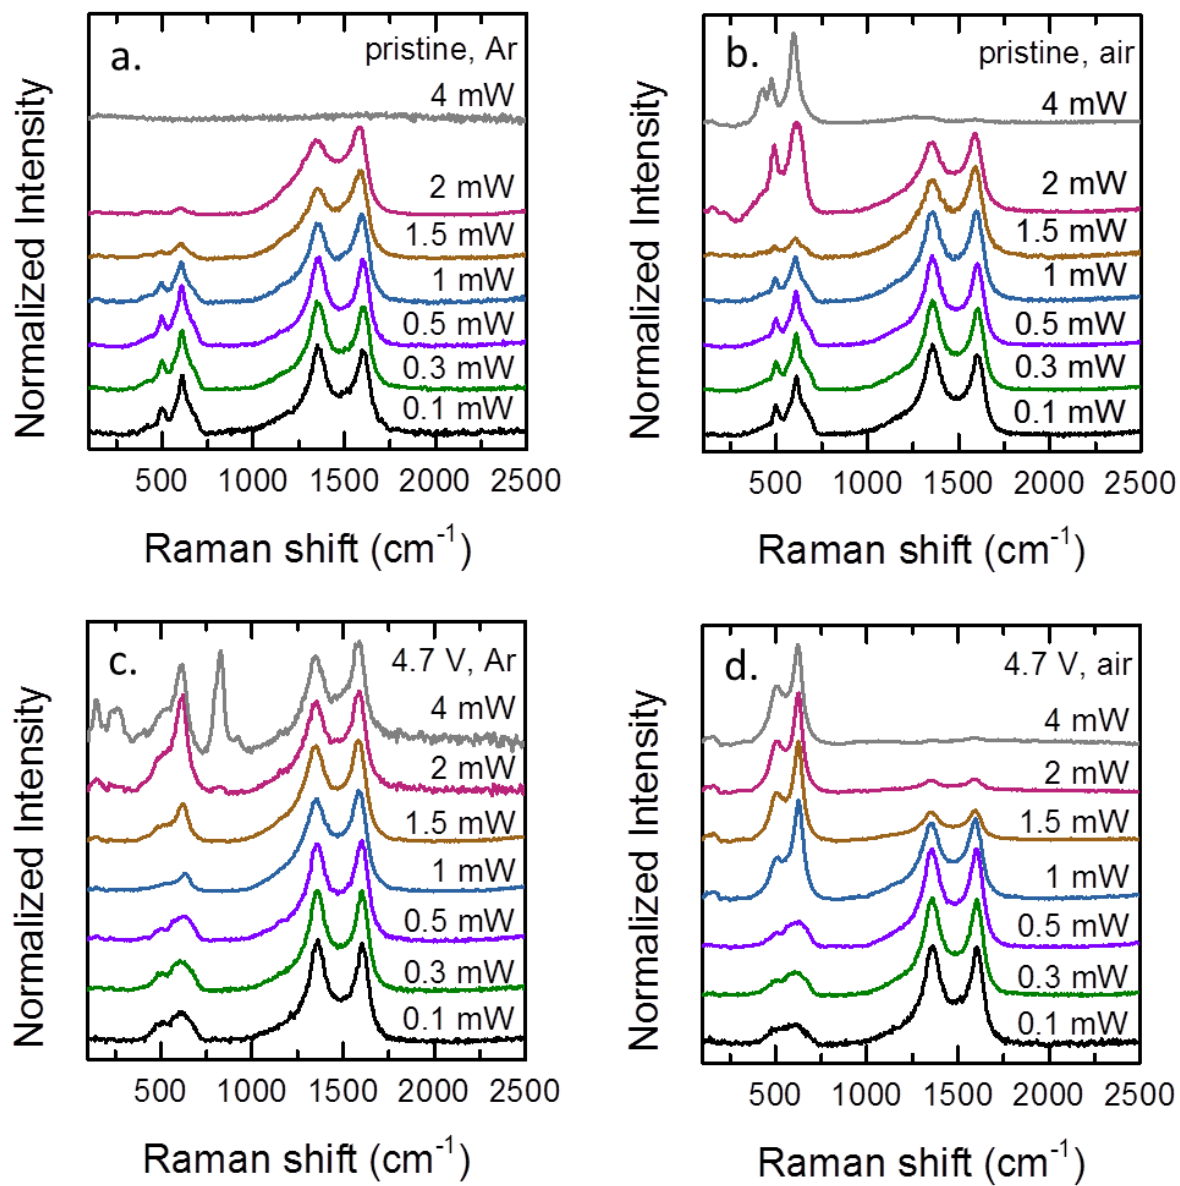 a.
pristine, Ar
4 mW
2 mW
1.5 mW
1 mW
0.5 mW
0.3 mW
0.1 mW
Normalized Intensity
500 1000 1500 2000 2500
Raman shift (cm⁻¹)
b.
pristine, air
4 mW
2 mW
1.5 mW
1 mW
0.5 mW
0.3 mW
0.1 mW
Normalized Intensity
500 1000 1500 2000 2500
Raman shift (cm⁻¹)
c.
4.7 V, Ar
4 mW
2 mW
1.5 mW
1 mW
0.5 mW
0.3 mW
0.1 mW
Normalized Intensity
500 1000 1500 2000 2500
Raman shift (cm⁻¹)
d.
4.7 V, air
4 mW
2 mW
1.5 mW
1 mW
0.5 mW
0.3 mW
0.1 mW
Normalized Intensity
500 1000 1500 2000 2500
Raman shift (cm⁻¹)